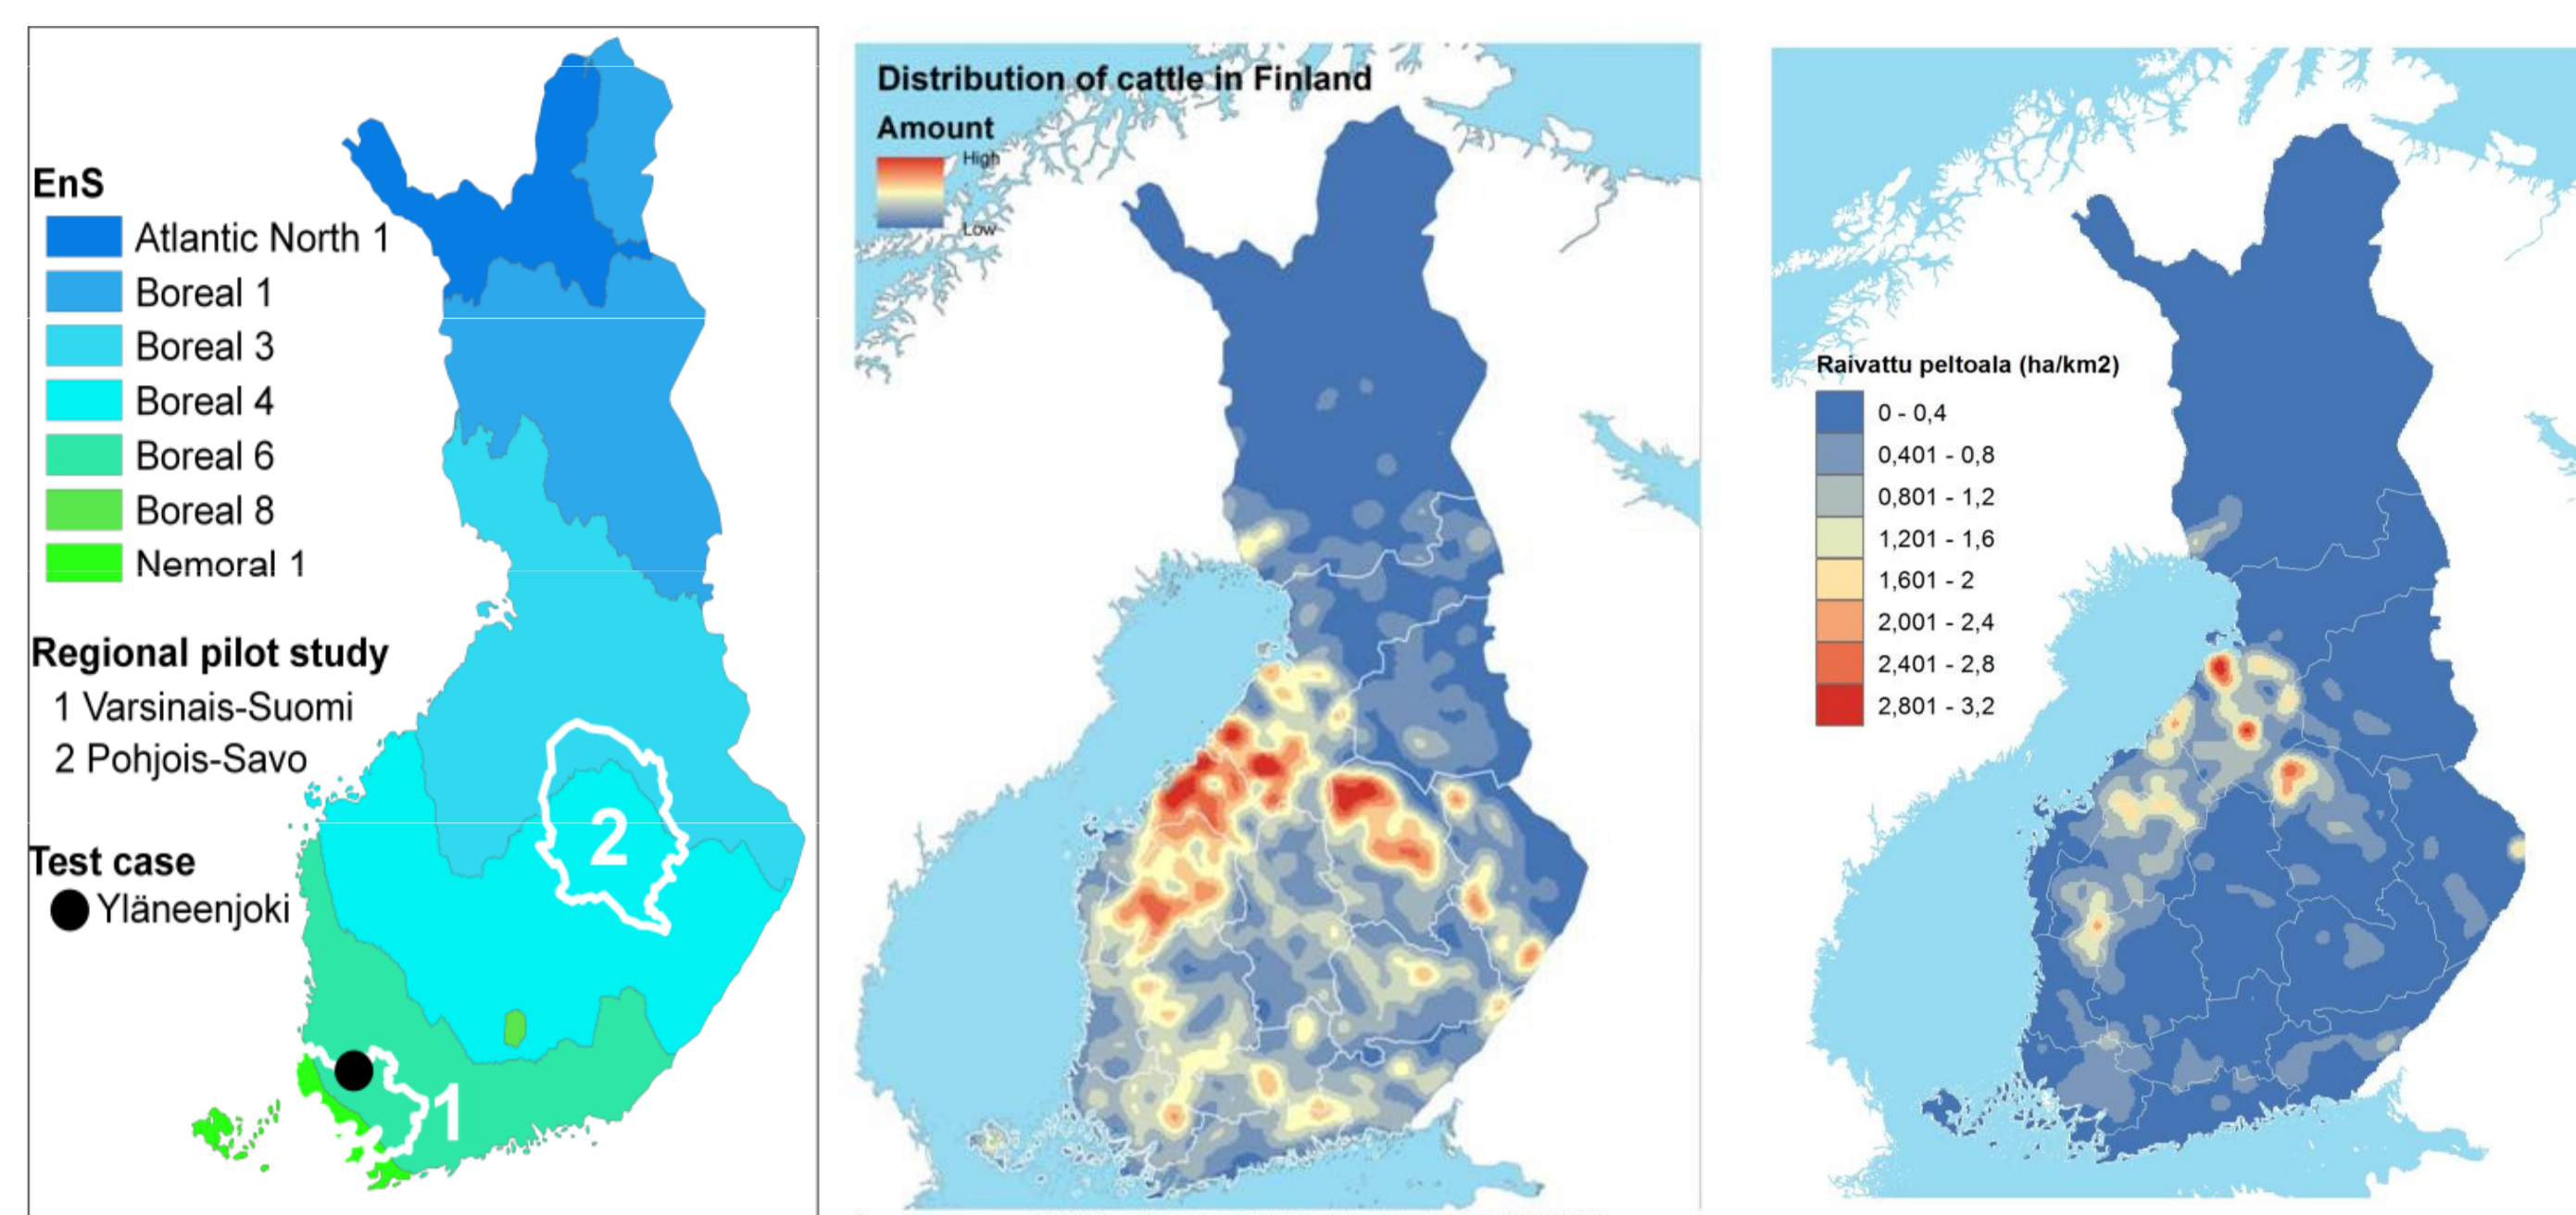 EnS
Atlantic North 1
Boreal 1
Boreal 3
Boreal 4
Boreal 6
Boreal 8
Nemoral 1
Regional pilot study
1 Varsinais-Suomi
2 Pohjois-Savo
Test case
Yläneenjoki
2
1
Distribution of cattle in Finland
Amount
High
Low
Raivattu peltoala (ha/km2)
0 - 0,4
0,401 - 0,8
0,801 - 1,2
1,201 - 1,6
1,601 - 2
2,001 - 2,4
2,401 - 2,8
2,801 - 3,2